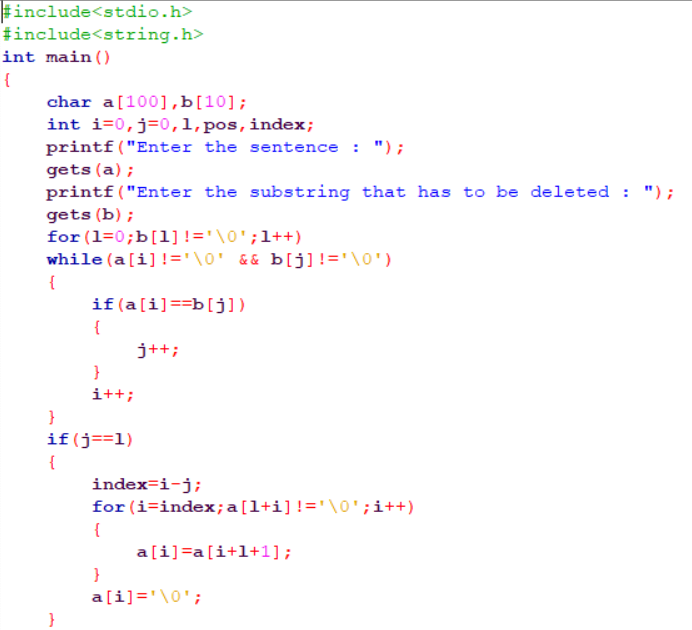 #include<stdio.h>
#include<string.h>
int main()
{
    char a[100],b[10];
    int i=0,j=0,l,pos,index;
    printf("Enter the sentence : ");
    gets(a);
    printf("Enter the substring that has to be deleted : ");
    gets(b);
    for(l=0;b[l]!='\0';l++)
    while(a[i]!='\0' && b[j]!='\0')
    {
        if(a[i]==b[j])
        {
            j++;
        }
        i++;
    }
    if(j==l)
    {
        index=i-j;
        for(i=index;a[l+i]!='\0';i++)
        {
            a[i]=a[i+l+1];
        }
        a[i]='\0';
    }